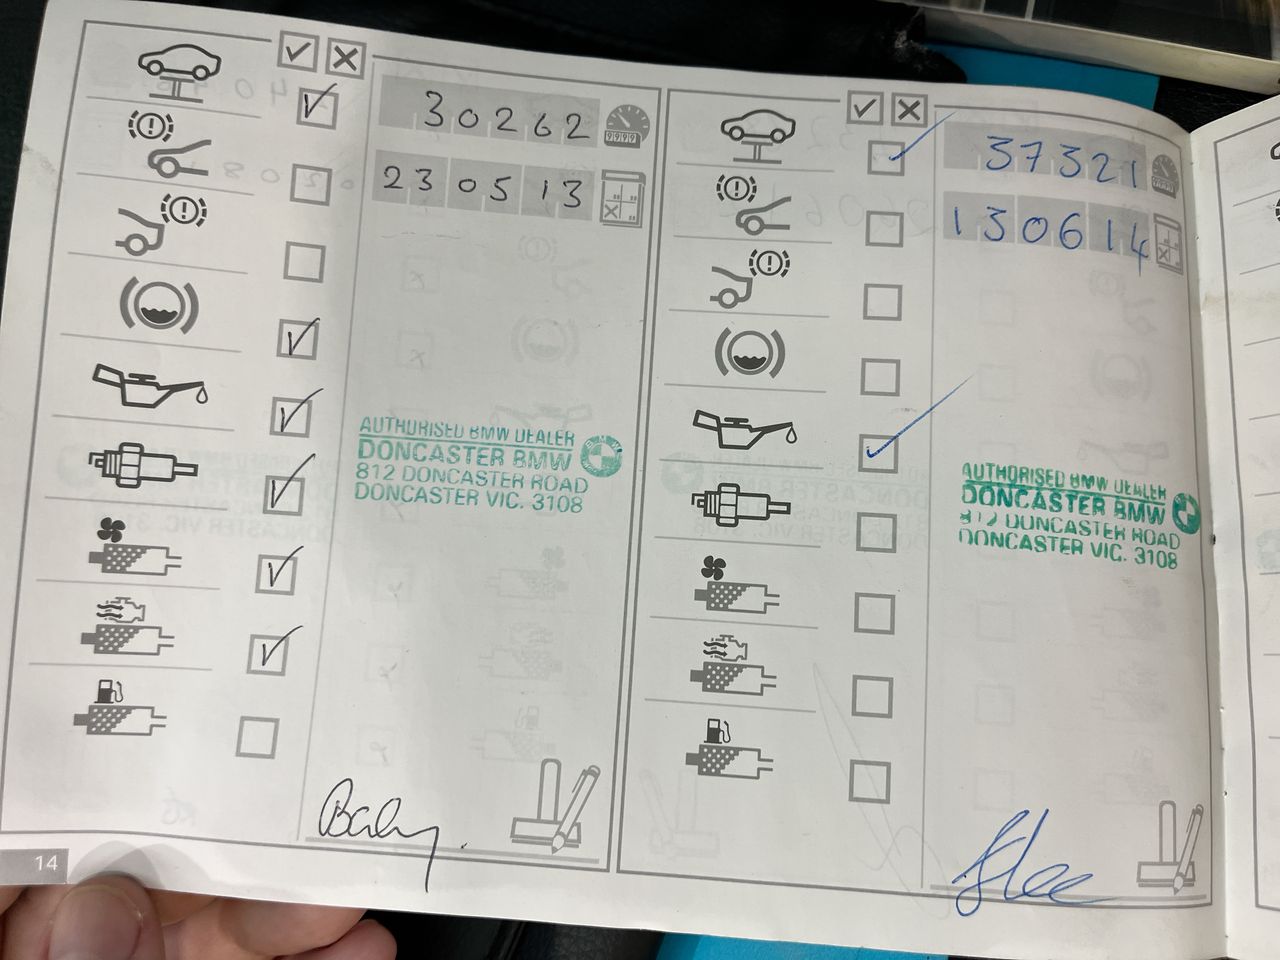 30262
23 05 13
AUTHORISED BMW DEALER
DONCASTER BMW
812 DONCASTER ROAD
DONCASTER VIC. 3108
14
37321
130614
AUTHORISED BMW DEALER
DONCASTER BMW
812 DONCASTER ROAD
DONCASTER VIC. 3108